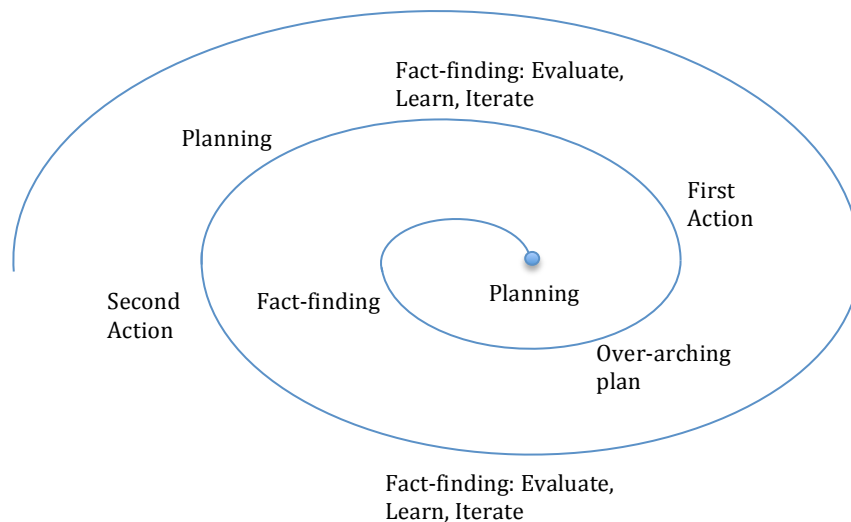 Fact-finding: Evaluate,
Learn, Iterate
Planning
First
Action
Second
Action
Fact-finding
Planning
Over-arching
plan
Fact-finding: Evaluate,
Learn, Iterate